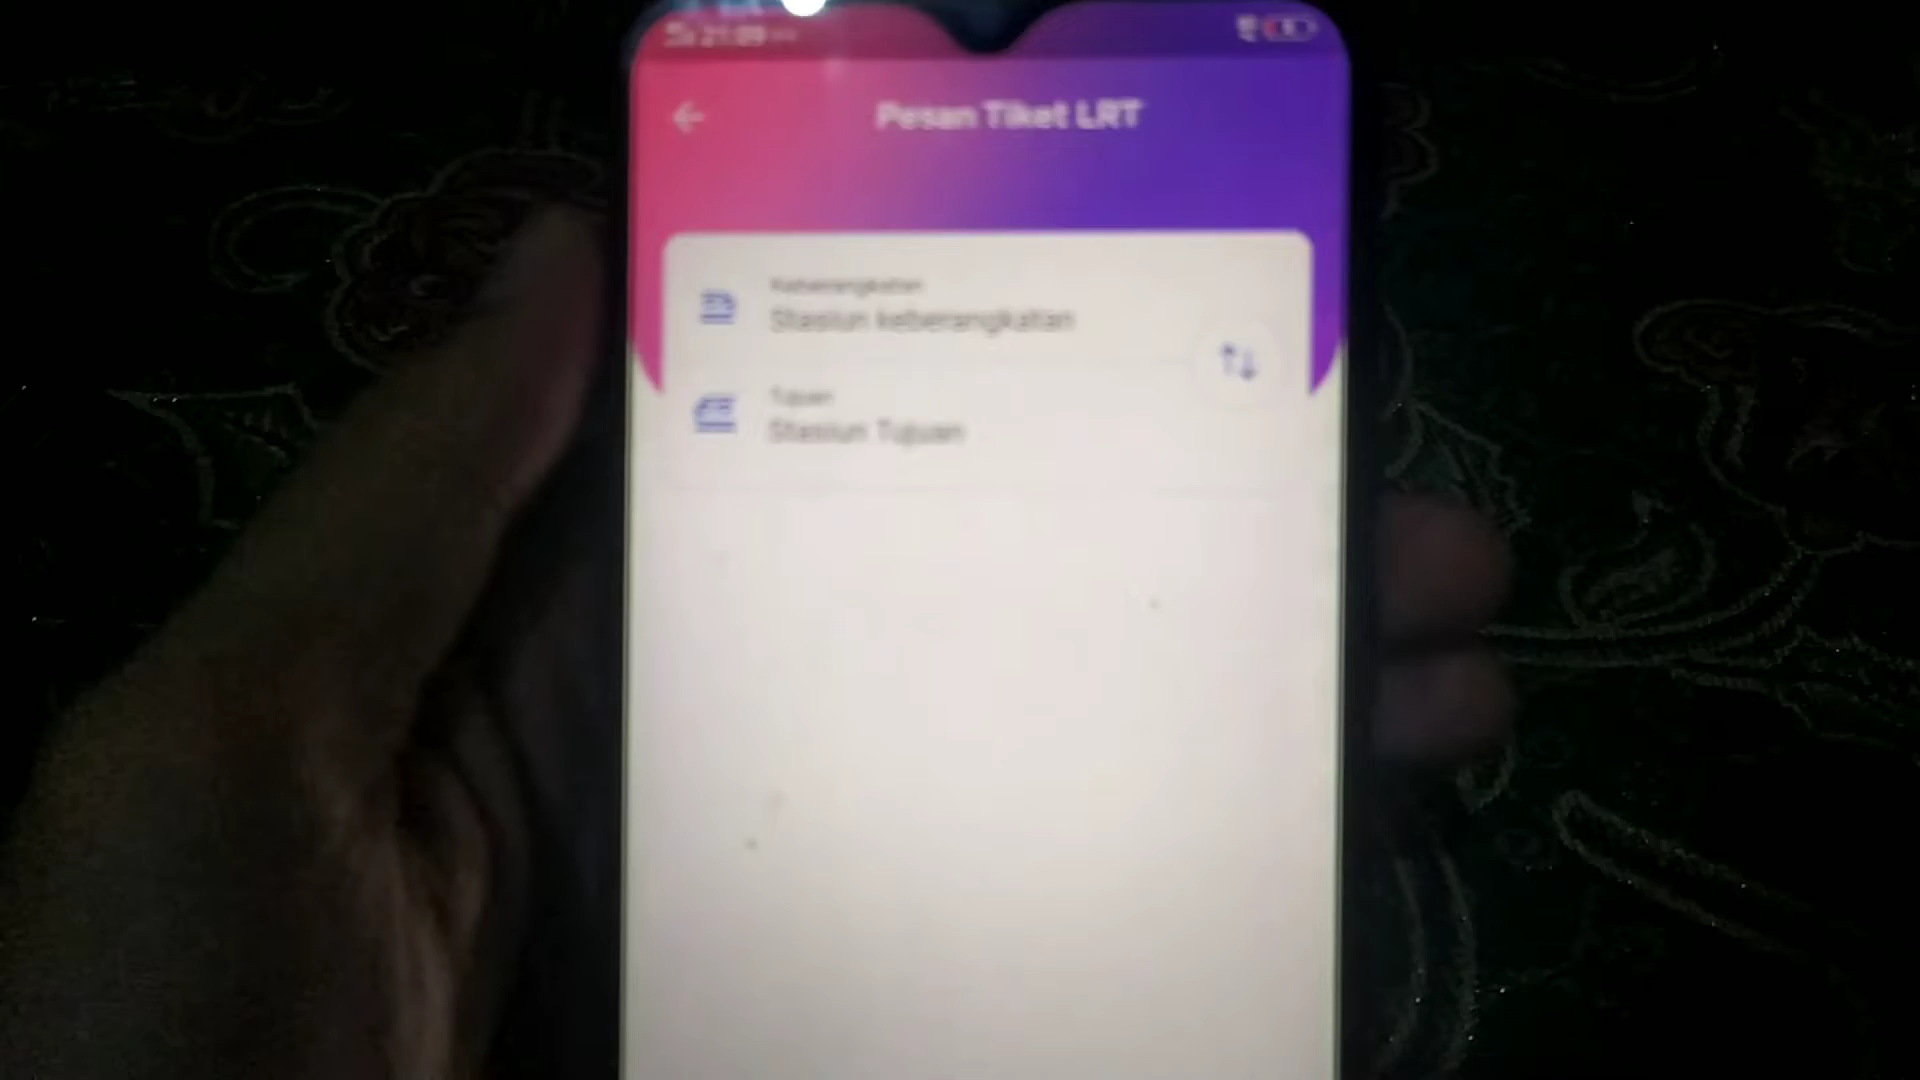 21:09
Pesan Tiket LRT
Keberangkatan
Stasiun keberangkatan
Tujuan
Stasiun Tujuan